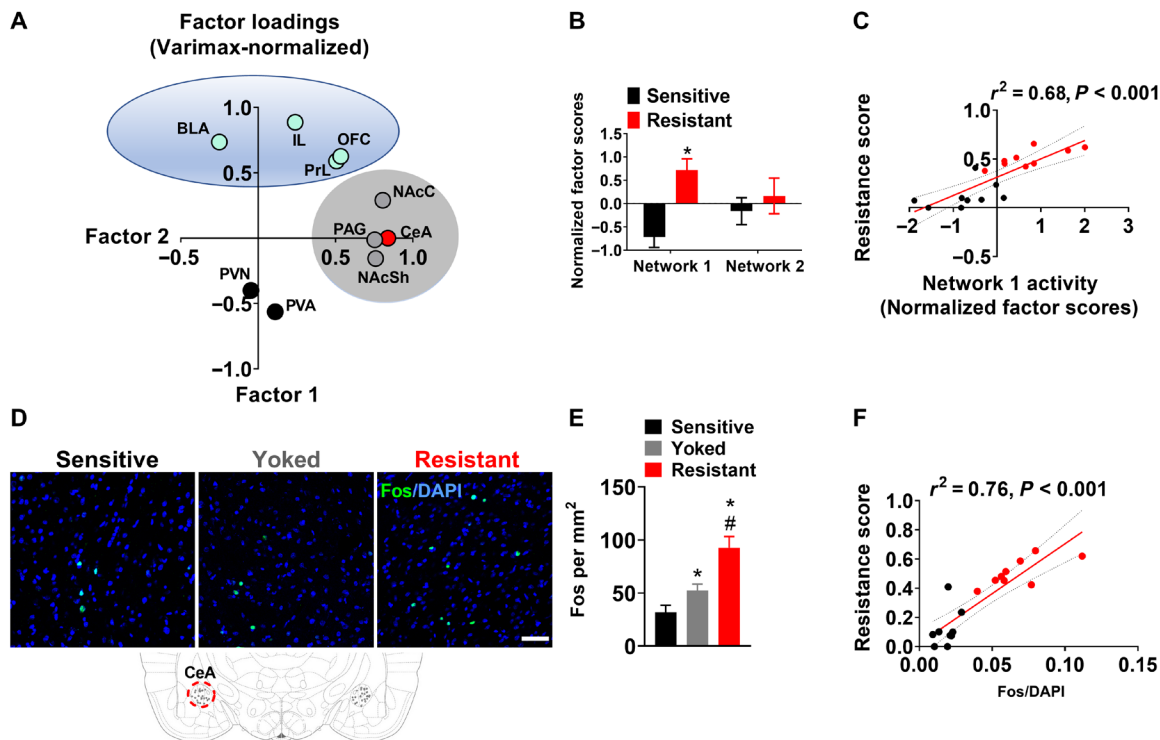 A
Factor loadings
(Varimax-normalized)
1.0
BLA
IL
OFC
PrL
0.5
NAcC
Factor 2
PAG
CeA
−0.5
0.5
1.0
NAcSh
PVN
−0.5
PVA
−1.0
Factor 1
B
Sensitive
Resistant
Normalized factor scores
1.5
1.0
0.5
0.0
−0.5
−1.0
*
Network 1
Network 2
C
r² = 0.68, P < 0.001
Resistance score
1.0
0.5
−2
−1
0
1
2
3
−0.5
Network 1 activity
(Normalized factor scores)
D
Sensitive
Yoked
Resistant
Fos/DAPI
CeA
E
Sensitive
Yoked
Resistant
Fos per mm²
150
100
50
0
*
*
#
F
r² = 0.76, P < 0.001
Resistance score
1.0
0.8
0.6
0.4
0.2
0.0
0.00
0.05
0.10
0.15
Fos/DAPI